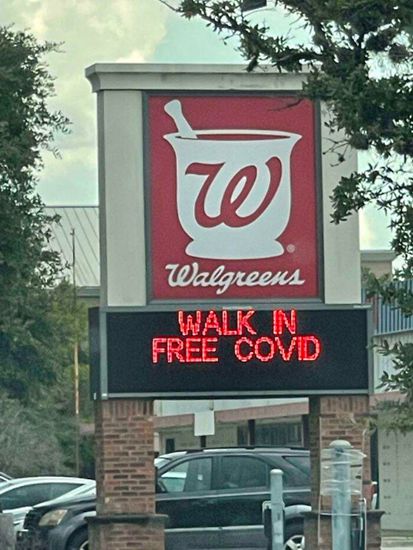 W
Walgreens
WALK IN
FREE COVID